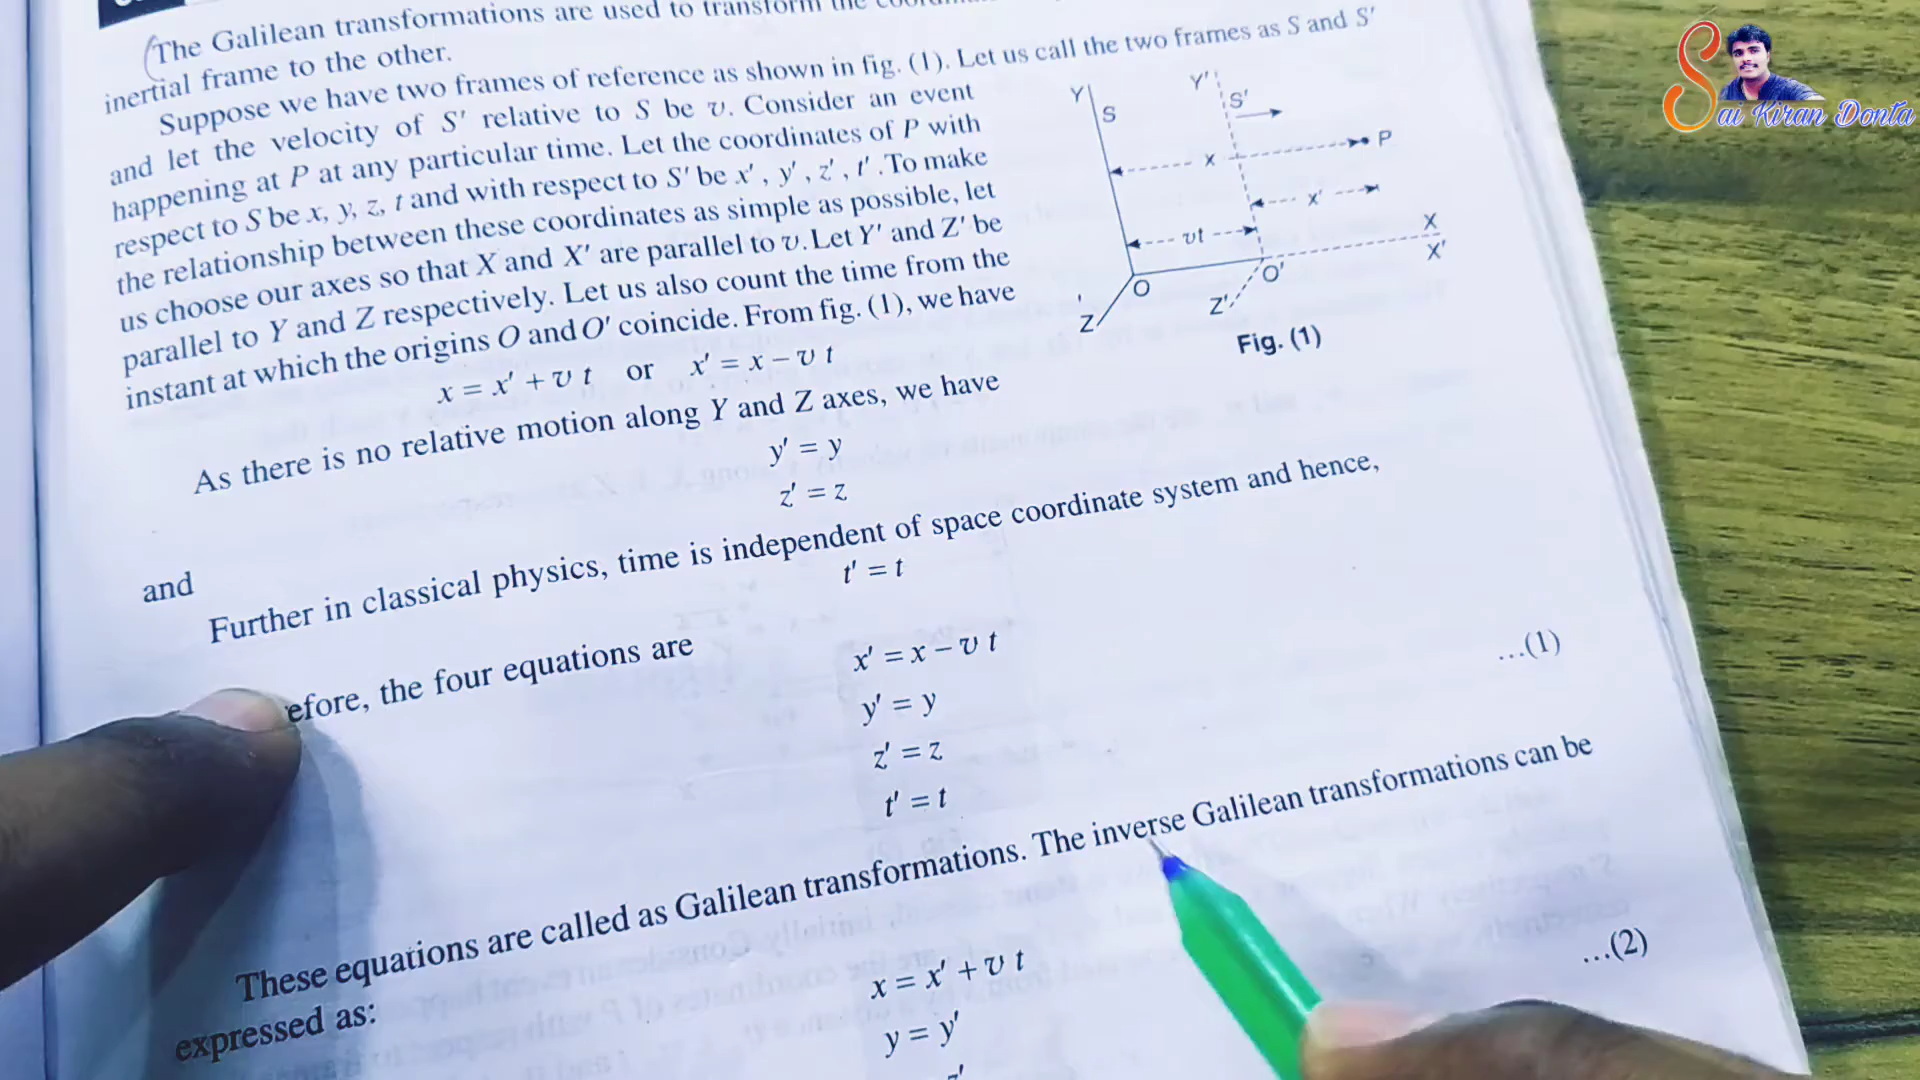 The Galilean transformations are used to transform the
inertial frame to the other.
Suppose we have two frames of reference as shown in fig. (1). Let us call the two frames as S and S′
and let the velocity of S′ relative to S be v. Consider an event
happening at P at any particular time. Let the coordinates of P with
respect to S be x, y, z, t and with respect to S′ be x′, y′, z′, t′. To make
the relationship between these coordinates as simple as possible, let
us choose our axes so that X and X′ are parallel to v. Let Y′ and Z′ be
parallel to Y and Z respectively. Let us also count the time from the
instant at which the origins O and O′ coincide. From fig. (1), we have
x = x′ + v t or x′ = x − v t
As there is no relative motion along Y and Z axes, we have
y′ = y
and z′ = z
Further in classical physics, time is independent of space coordinate system and hence,
t′ = t
efore, the four equations are
x′ = x − v t
y′ = y
...(1)
z′ = z
t′ = t
These equations are called as Galilean transformations. The inverse Galilean transformations can be
expressed as:
x = x′ + v t
y = y′
...(2)
z′
Y
S
Y′
S′
P
x
x′
vt
X
X′
O
O′
Z
Z′
Fig. (1)
Sai Kiran Donta